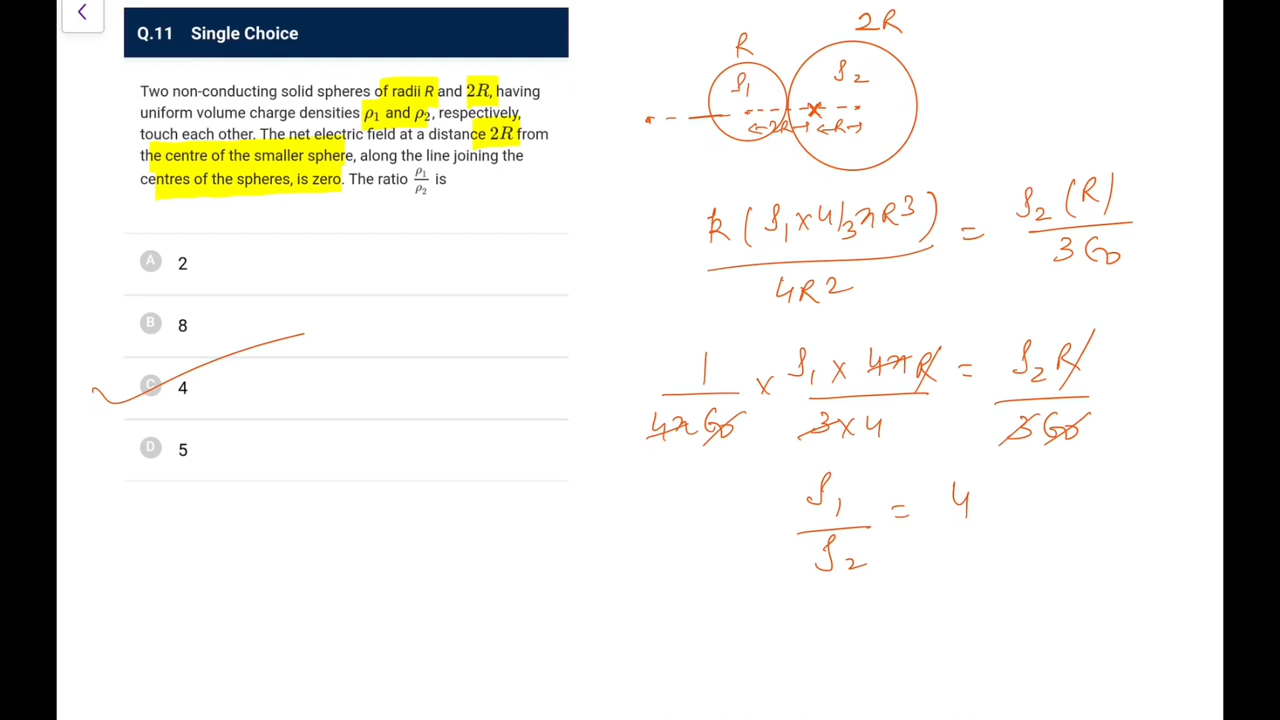 Q.11 Single Choice
Two non-conducting solid spheres of radii R and 2R, having
uniform volume charge densities ρ₁ and ρ₂, respectively,
touch each other. The net electric field at a distance 2R from
the centre of the smaller sphere, along the line joining the
centres of the spheres, is zero. The ratio ρ₁/ρ₂ is
A 2
B 8
C 4
D 5
R 2R
ρ₁ ρ₂
2R R
k(ρ₁ × 4/3 π R³) / 4R² = ρ₂(R) / 3ϵ₀
1/4πϵ₀ × ρ₁ × 4πR / 3×4 = ρ₂R / 3ϵ₀
ρ₁/ρ₂ = 4